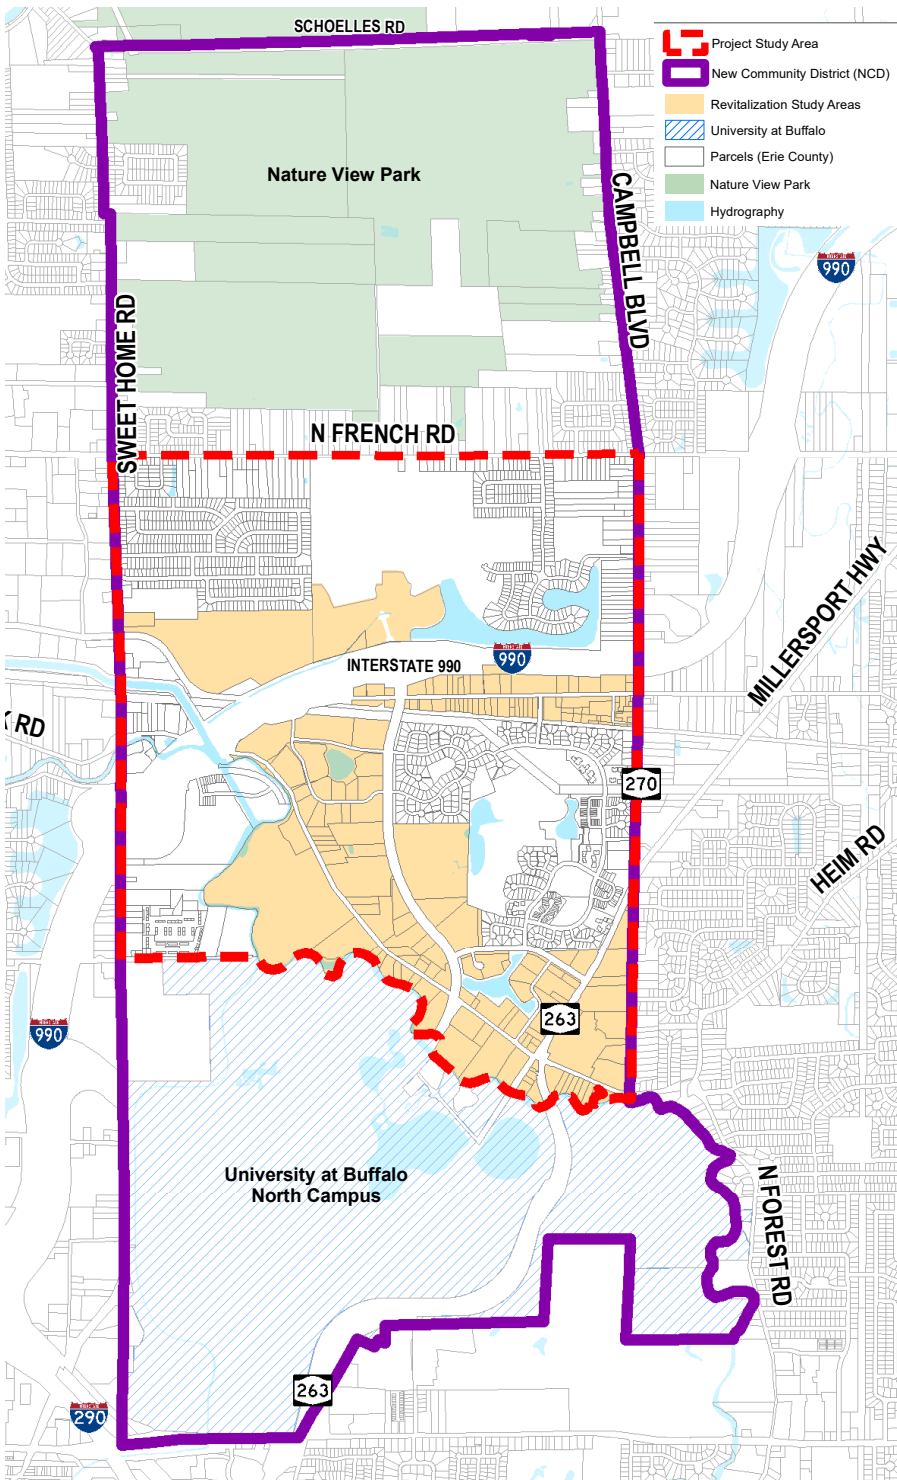 SCHOELLES RD
Project Study Area
New Community District (NCD)
Revitalization Study Areas
University at Buffalo
Parcels (Erie County)
Nature View Park
Hydrography
Nature View Park
CAMPBELL BLVD
990
SWEET HOME RD
N FRENCH RD
MILLERSPORT HWY
INTERSTATE 990
990
K RD
270
HEIM RD
263
990
University at Buffalo
North Campus
N FOREST RD
263
290